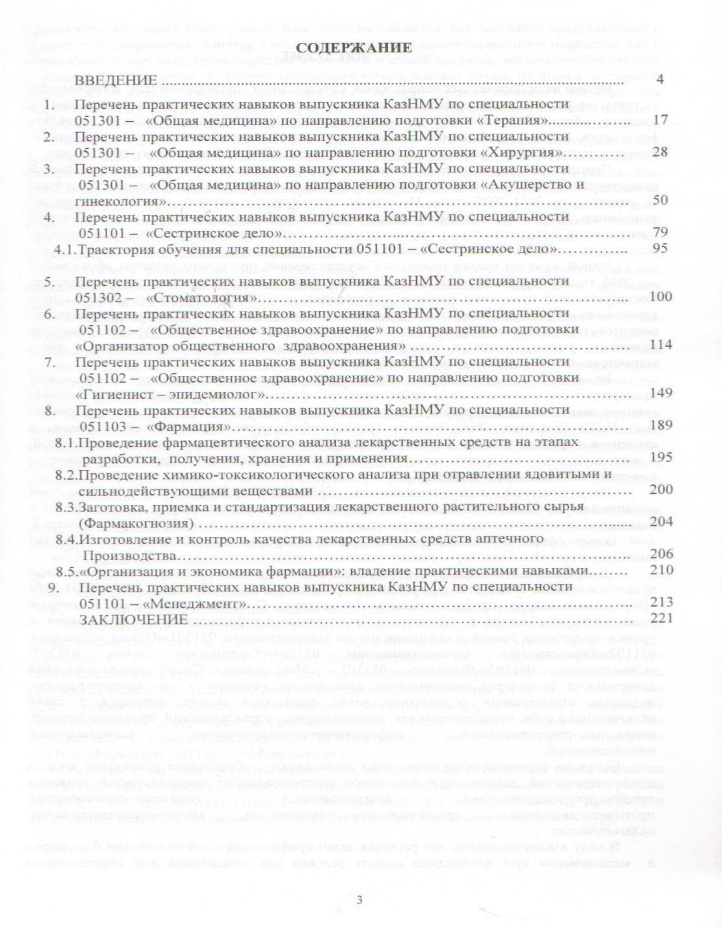 СОДЕРЖАНИЕ
ВВЕДЕНИЕ ........................................................................ 4
1. Перечень практических навыков выпускника КазНМУ по специальности
051301 – «Общая медицина» по направлению подготовки «Терапия»................ 17
2. Перечень практических навыков выпускника КазНМУ по специальности
051301 – «Общая медицина» по направлению подготовки «Хирургия»............. 28
3. Перечень практических навыков выпускника КазНМУ по специальности
051301 – «Общая медицина» по направлению подготовки «Акушерство и
гинекология»..................................................................... 50
4. Перечень практических навыков выпускника КазНМУ по специальности
051101 – «Сестринское дело».................................................... 79
4.1.Траектория обучения для специальности 051101 – «Сестринское дело»........ 95
5. Перечень практических навыков выпускника КазНМУ по специальности
051302 – «Стоматология»........................................................ 100
6. Перечень практических навыков выпускника КазНМУ по специальности
051102 – «Общественное здравоохранение» по направлению подготовки
«Организатор общественного здравоохранения» ................................ 114
7. Перечень практических навыков выпускника КазНМУ по специальности
051102 – «Общественное здравоохранение» по направлению подготовки
«Гигиенист – эпидемиолог»..................................................... 149
8. Перечень практических навыков выпускника КазНМУ по специальности
051103 – «Фармация»............................................................ 189
8.1.Проведение фармацевтического анализа лекарственных средств на этапах
разработки, получения, хранения и применения................................. 195
8.2.Проведение химико-токсикологического анализа при отравлении ядовитыми и
сильнодействующими веществами ............................................... 200
8.3.Заготовка, приемка и стандартизация лекарственного растительного сырья
(Фармакогнозия) ................................................................ 204
8.4.Изготовление и контроль качества лекарственных средств аптечного
Производства................................................................... 206
8.5.«Организация и экономика фармации»: владение практическими навыками...... 210
9. Перечень практических навыков выпускника КазНМУ по специальности
051101 – «Менеджмент».......................................................... 213
ЗАКЛЮЧЕНИЕ ..................................................................... 221
3